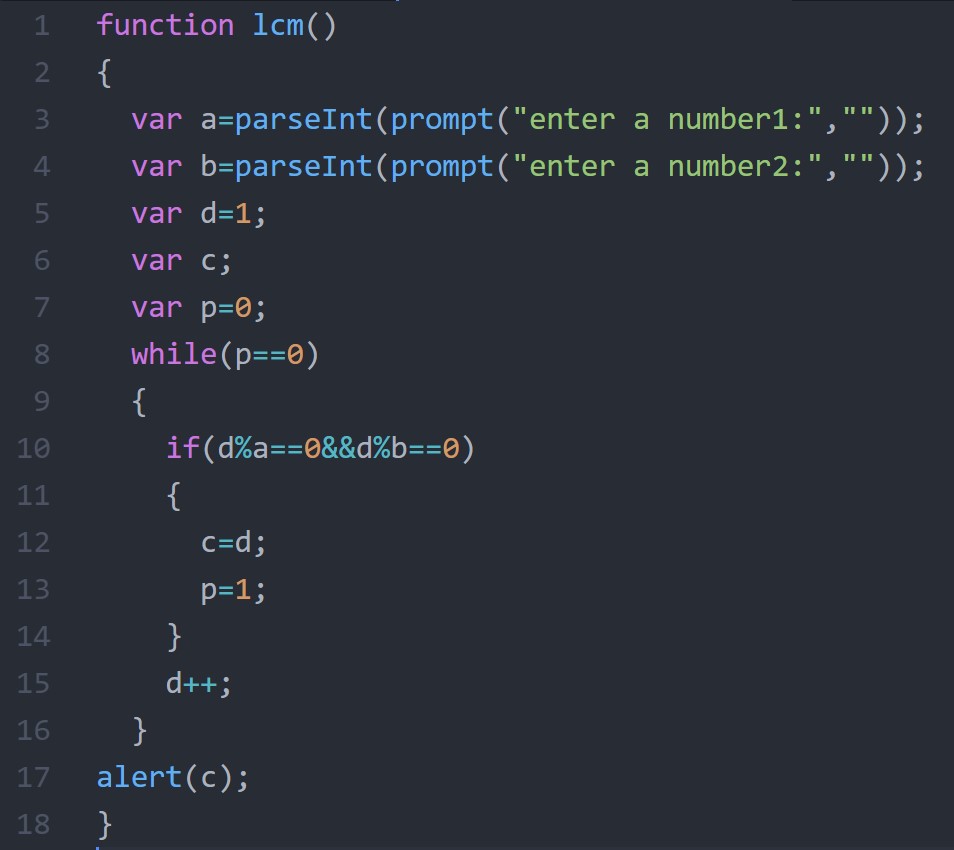 1 function lcm()
2 {
3 var a=parseInt(prompt("enter a number1:",""));
4 var b=parseInt(prompt("enter a number2:",""));
5 var d=1;
6 var c;
7 var p=0;
8 while(p==0)
9 {
10 if(d%a==0&&d%b==0)
11 {
12 c=d;
13 p=1;
14 }
15 d++;
16 }
17 alert(c);
18 }